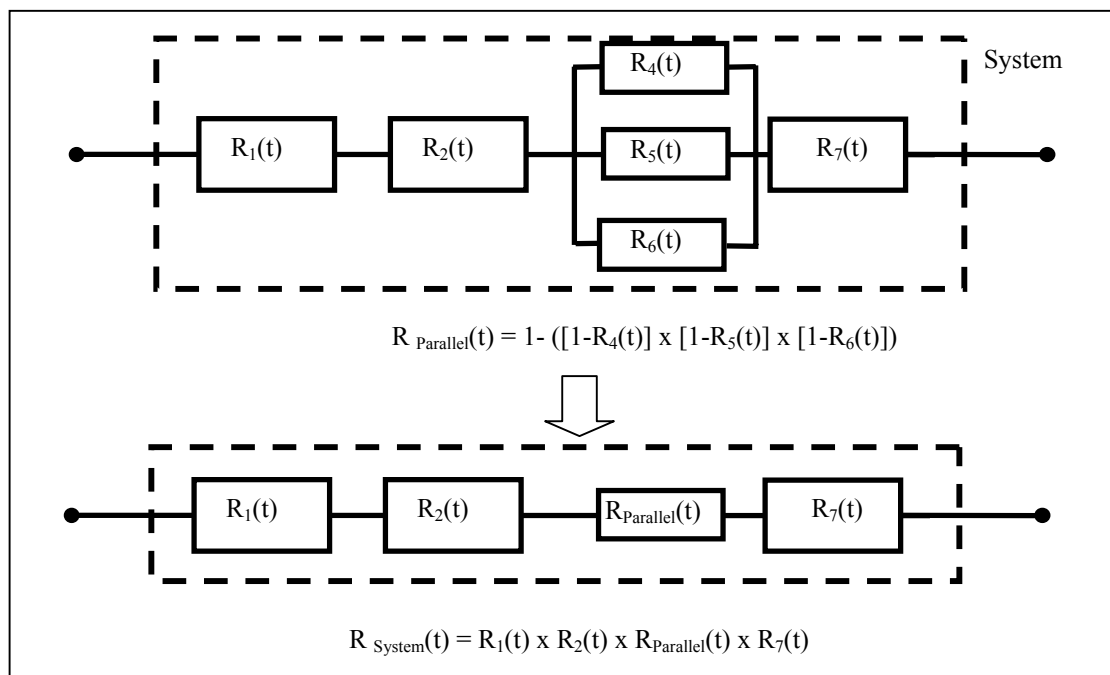 R₄(t)
System
R₁(t) R₂(t) R₅(t) R₇(t)
R₆(t)
R Parallel(t) = 1- ([1-R₄(t)] x [1-R₅(t)] x [1-R₆(t)])
R₁(t) R₂(t) RParallel(t) R₇(t)
R System(t) = R₁(t) x R₂(t) x RParallel(t) x R₇(t)